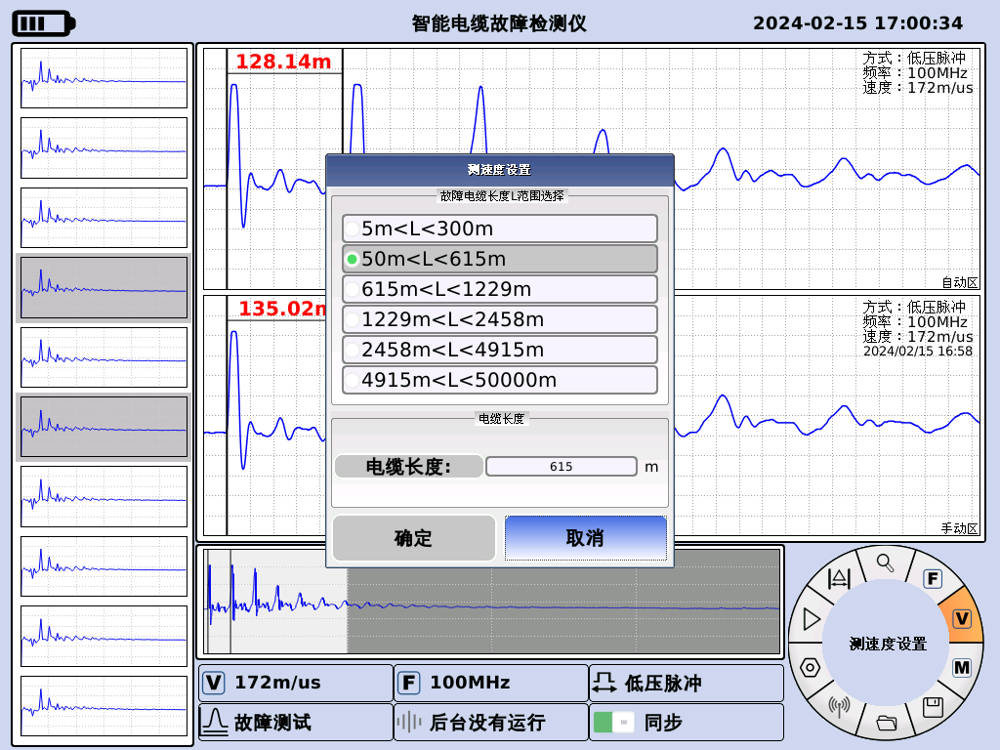 智能电缆故障检测仪
2024-02-15 17:00:34
128.14m
方式：低压脉冲
频率：100MHz
速度：172m/us
自动区
135.02m
方式：低压脉冲
频率：100MHz
速度：172m/us
2024/02/15 16:58
手动区
测速度设置
故障电缆长度L范围选择
5m<L<300m
50m<L<615m
615m<L<1229m
1229m<L<2458m
2458m<L<4915m
4915m<L<50000m
电缆长度
电缆长度:
615
m
确定
取消
V 172m/us
F 100MHz
低压脉冲
故障测试
后台没有运行
同步
F
V
M
测速度设置